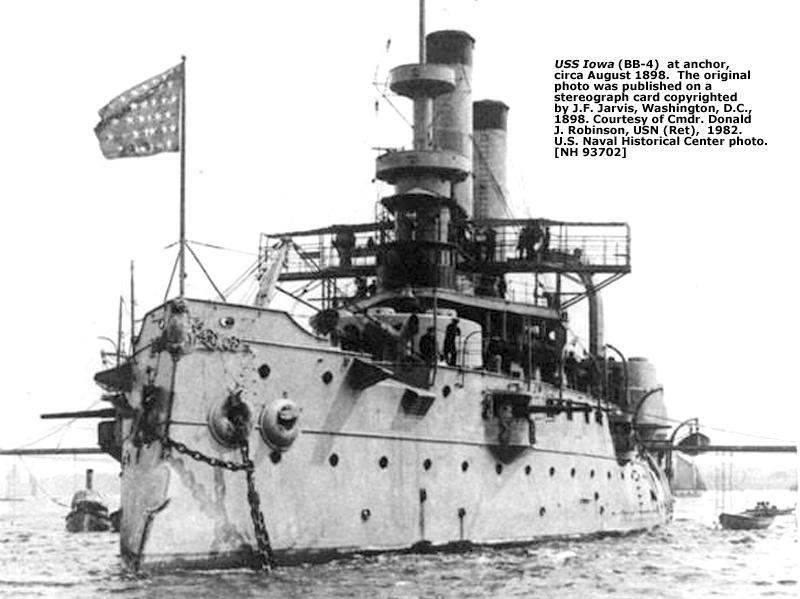 USS Iowa (BB-4)  at anchor,
circa August 1898.  The original
photo was published on a
stereograph card copyrighted
by J.F. Jarvis, Washington, D.C.,
1898. Courtesy of Cmdr. Donald
J. Robinson, USN (Ret),  1982.
U.S. Naval Historical Center photo.
[NH 93702]